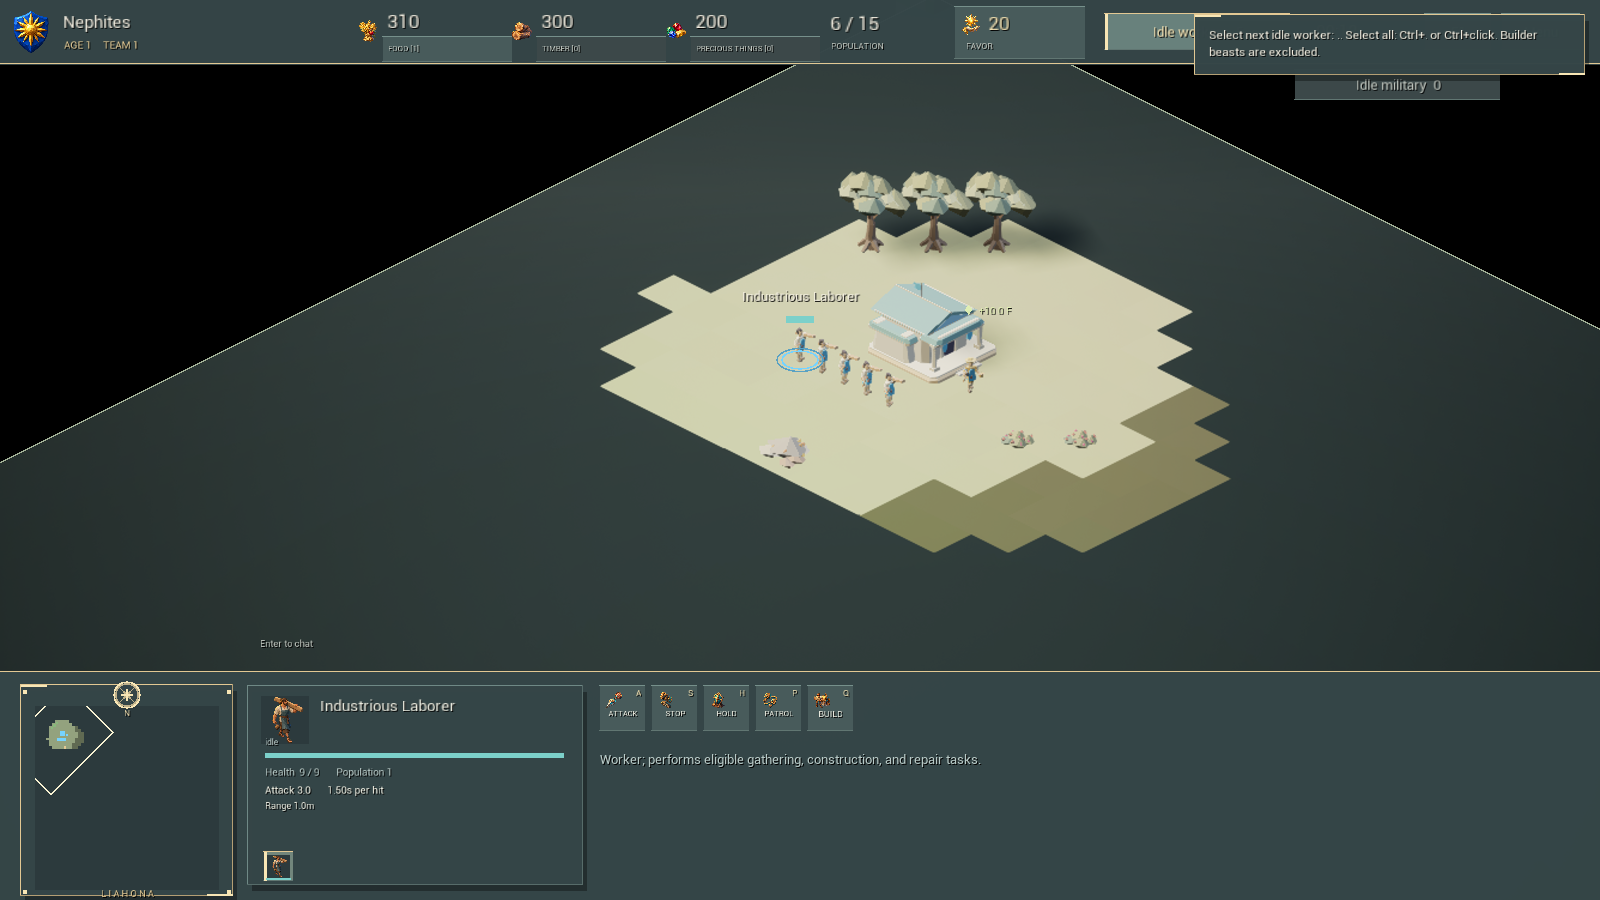 Nephites
AGE 1 TEAM 1
310
FOOD [1]
300
TIMBER [0]
200
PRECIOUS THINGS [0]
6 / 15
POPULATION
20
FAVOR
Idle wo
Select next idle worker: .. Select all: Ctrl+. or Ctrl+click. Builder
beasts are excluded.
Idle military 0
Industrious Laborer
+100 F
Enter to chat
N
LIAHONA
Industrious Laborer
idle
Health 9 / 9 Population 1
Attack 3.0 1.50s per hit
Range 1.0m
A
ATTACK
S
STOP
H
HOLD
P
PATROL
Q
BUILD
Worker; performs eligible gathering, construction, and repair tasks.